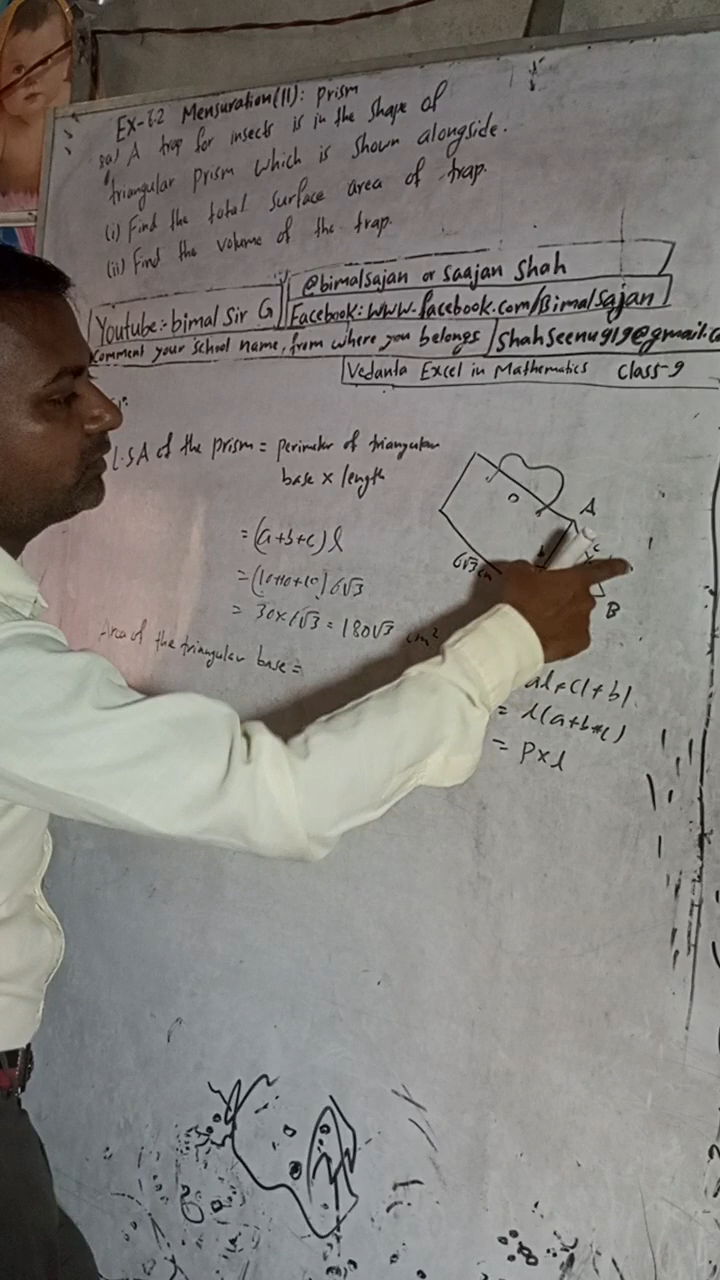 Ex-6.2 Mensuration(II): Prism
8a) A trap for insects is in the shape of
triangular prism which is shown alongside.
(i) Find the total surface area of trap.
(ii) Find the volume of the trap.
@bimalsajan or Saajan Shah
Youtube:- bimal Sir G
Facebook: www.facebook.com/Bimalsajan
Comment your school name, from where you belongs
Shahseenu919@gmail.co
Vedanta Excel in Mathematics Class-9
L.S.A of the prism = perimeter of triangular
base × length
= (a+b+c) l
= (10+10+10) 6√3
= 30×6√3 = 180√3 cm²
Area of the triangular base =
A
b
c
6√3 cm
B
al+cl+bl
= l(a+b+c)
= P×l